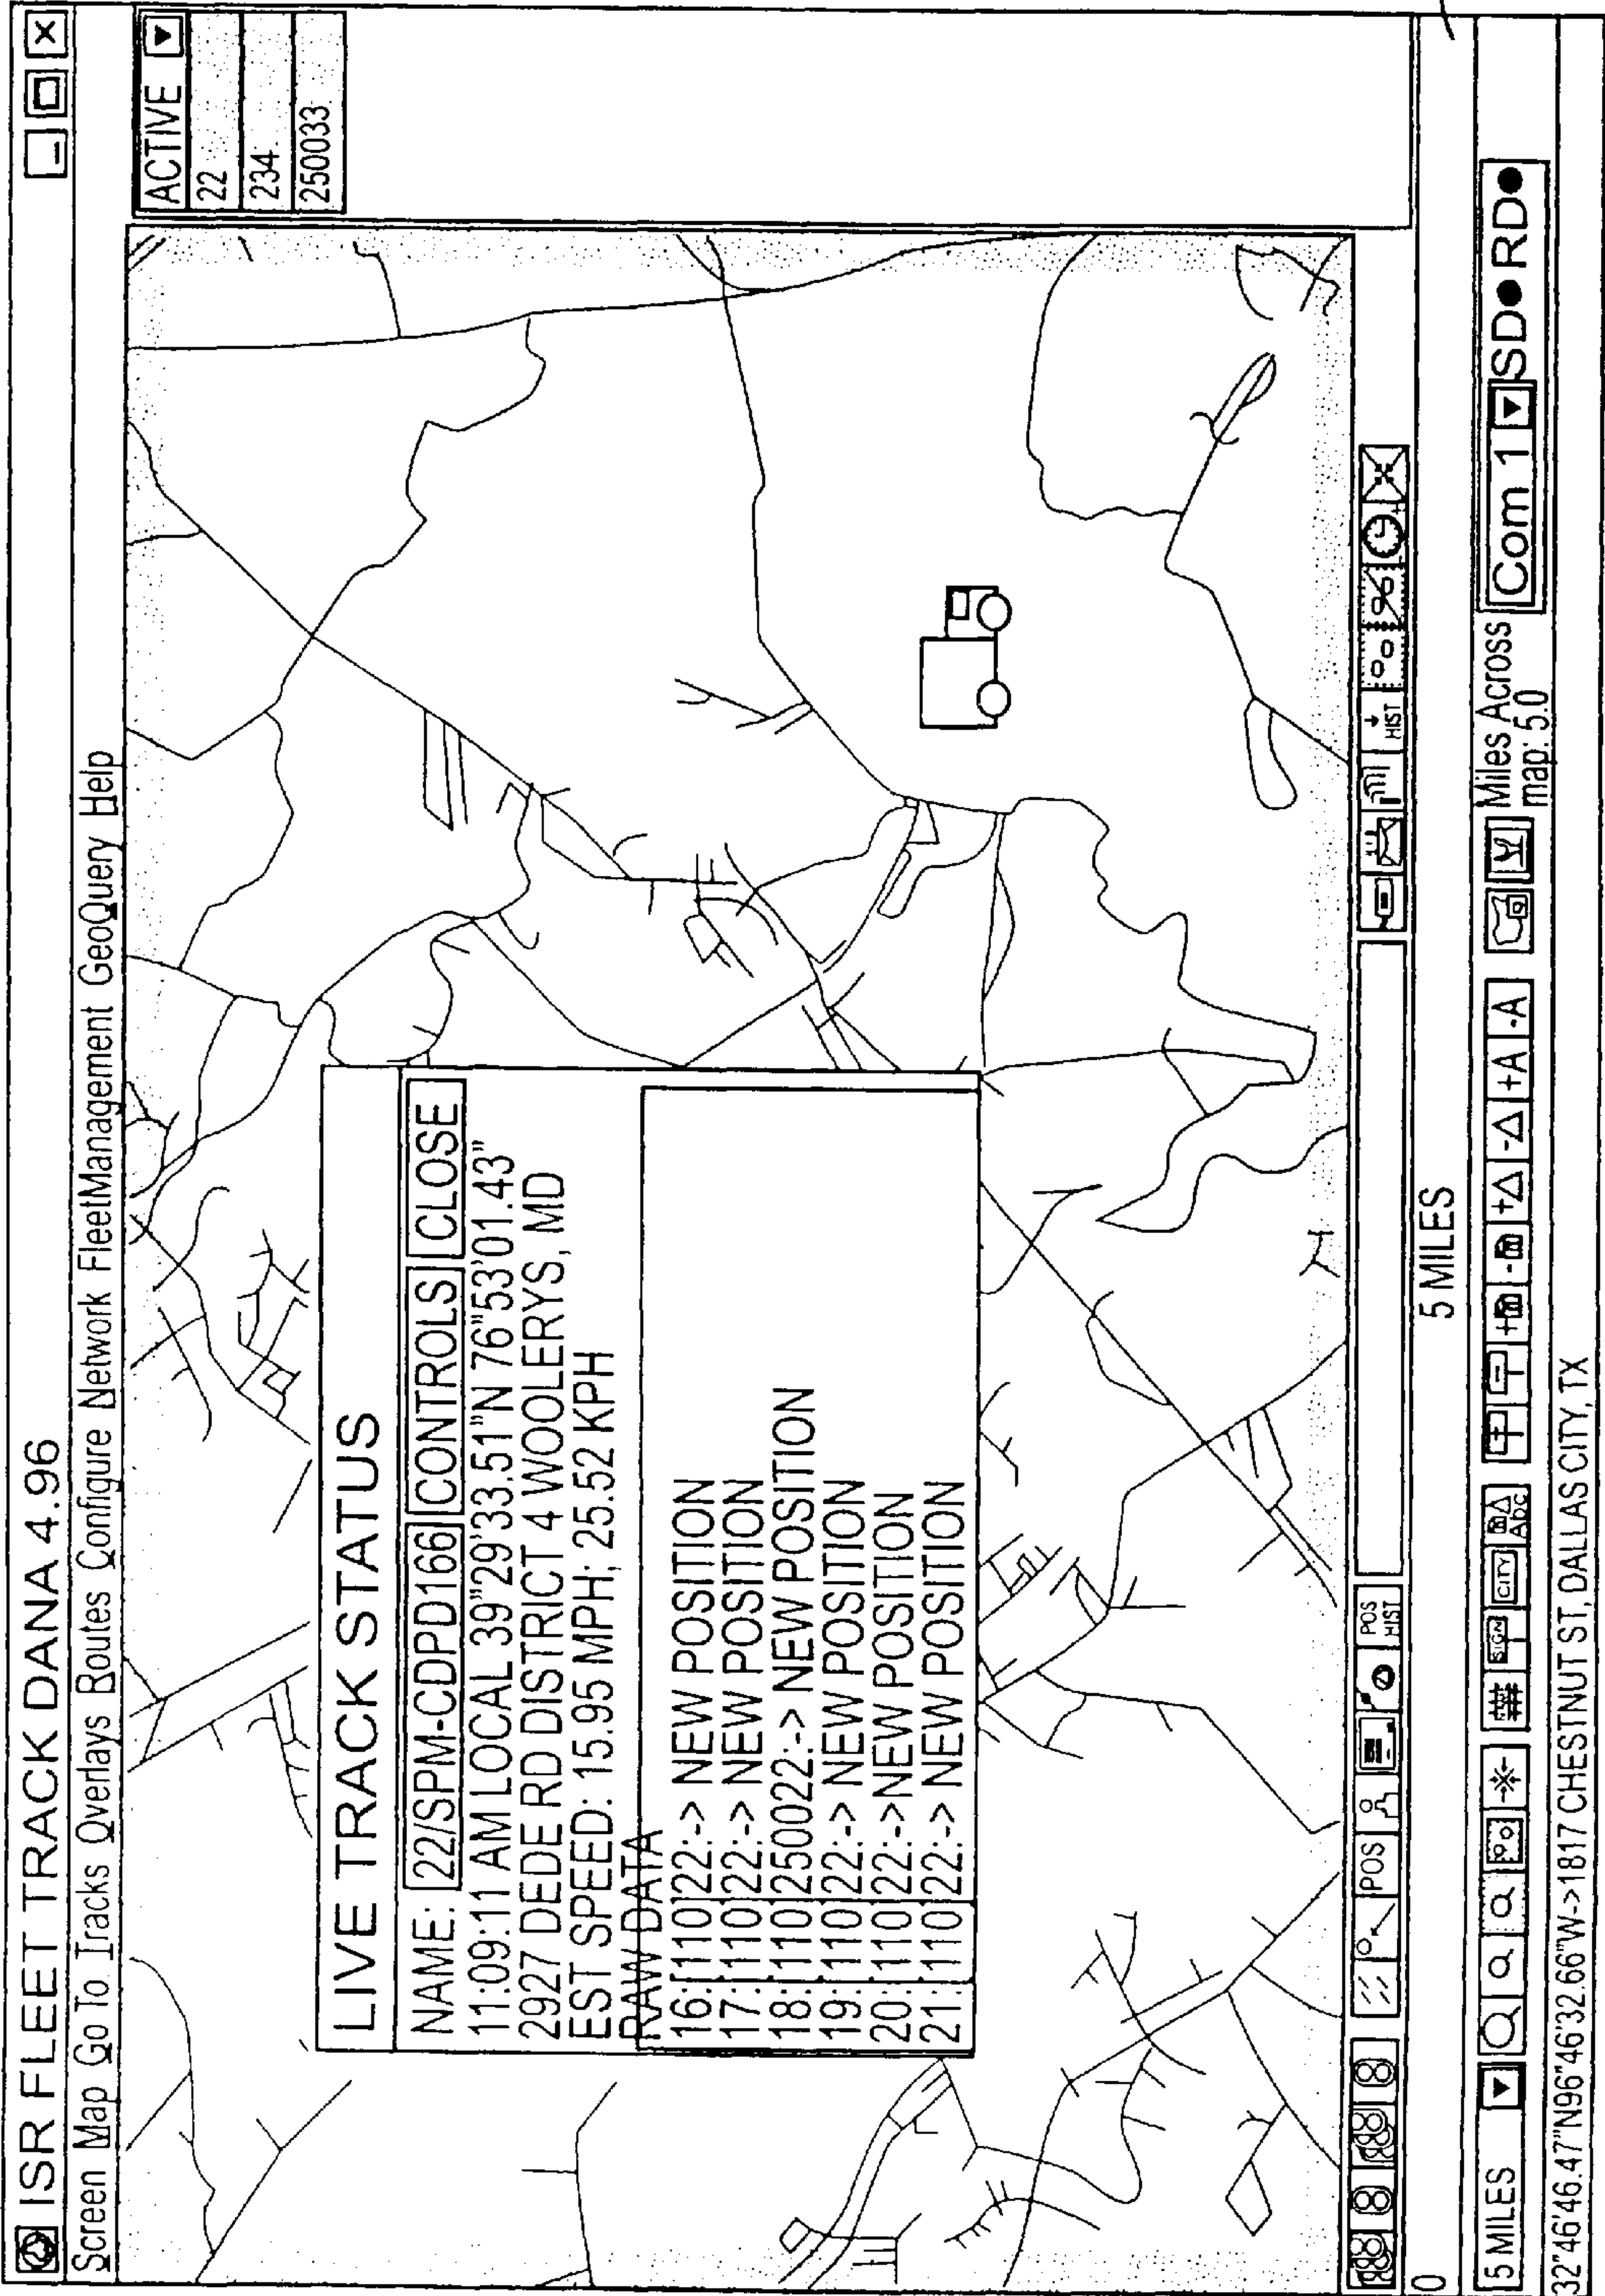 ISR FLEET TRACK DANA 4.96
Screen Map Go To Tracks Overlays Routes Configure Network FleetManagement GeoQuery Help
ACTIVE
22
234
250033
LIVE TRACK STATUS
NAME: 22/SPM-CDPD166 CONTROLS CLOSE
11:09:11 AM LOCAL 39"29'33.51"N 76"53'01.43"
2927 DEDE RD DISTRICT 4 WOOLERYS, MD
EST SPEED: 15.95 MPH; 25.52 KPH
RAW DATA
16:[110]22:-> NEW POSITION
17:[110]22:-> NEW POSITION
18:[110]250022:-> NEW POSITION
19:[110]22:-> NEW POSITION
20:[110]22:->NEW POSITION
21:[110]22:-> NEW POSITION
POS
POS HIST
HIST
0
5 MILES
5 MILES
SIGN
CITY
Abc
+A
-A
Miles Across
map: 5.0
Com 1
SD
RD
32"46'46.47"N96"46'32.66"W->1817 CHESTNUT ST, DALLAS CITY, TX